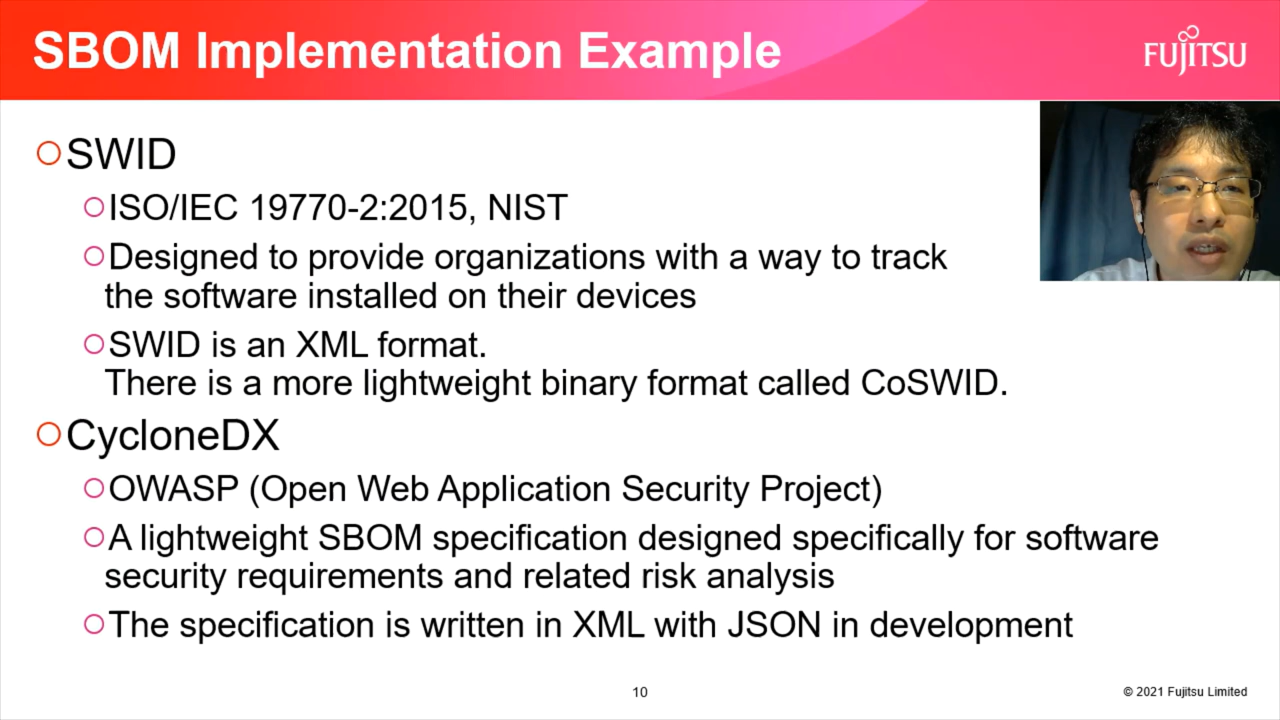 SBOM Implementation Example
FUJITSU
SWID
ISO/IEC 19770-2:2015, NIST
Designed to provide organizations with a way to track
the software installed on their devices
SWID is an XML format.
There is a more lightweight binary format called CoSWID.
CycloneDX
OWASP (Open Web Application Security Project)
A lightweight SBOM specification designed specifically for software
security requirements and related risk analysis
The specification is written in XML with JSON in development
10
© 2021 Fujitsu Limited